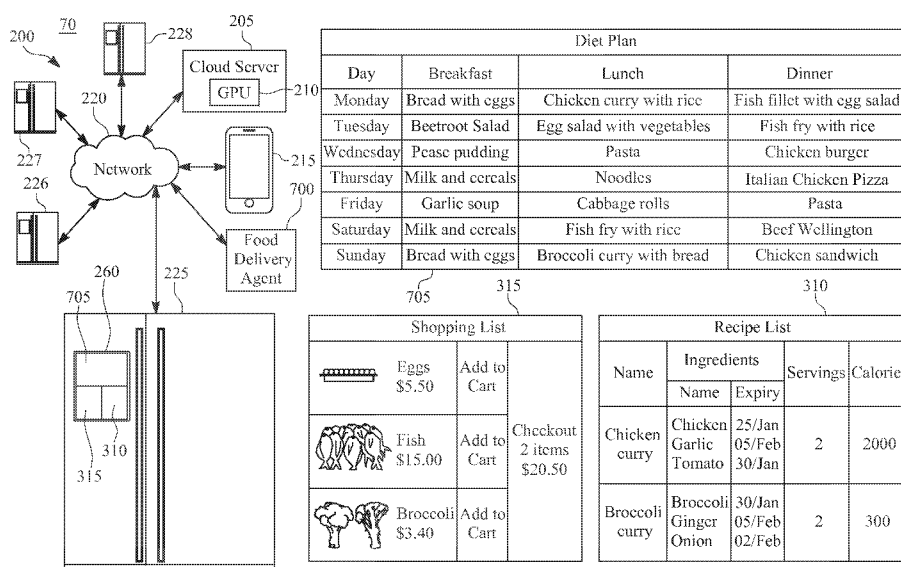 70
200
228
205
Cloud Server
GPU
210
220
227
Network
215
226
700
Food
Delivery
Agent
225
260
705
310
315
Diet Plan
Day Breakfast Lunch Dinner
Monday Bread with eggs Chicken curry with rice Fish fillet with egg salad
Tuesday Beetroot Salad Egg salad with vegetables Fish fry with rice
Wednesday Pease pudding Pasta Chicken burger
Thursday Milk and cereals Noodles Italian Chicken Pizza
Friday Garlic soup Cabbage rolls Pasta
Saturday Milk and cereals Fish fry with rice Beef Wellington
Sunday Bread with eggs Broccoli curry with bread Chicken sandwich
705
315
310
Shopping List
Eggs
$5.50
Add to
Cart
Fish
$15.00
Add to
Cart
Broccoli
$3.40
Add to
Cart
Checkout
2 items
$20.50
Recipe List
Name Ingredients Servings Calorie
Name Expiry
Chicken
curry
Chicken 25/Jan
Garlic 05/Feb
Tomato 30/Jan
2 2000
Broccoli
curry
Broccoli 30/Jan
Ginger 05/Feb
Onion 02/Feb
2 300